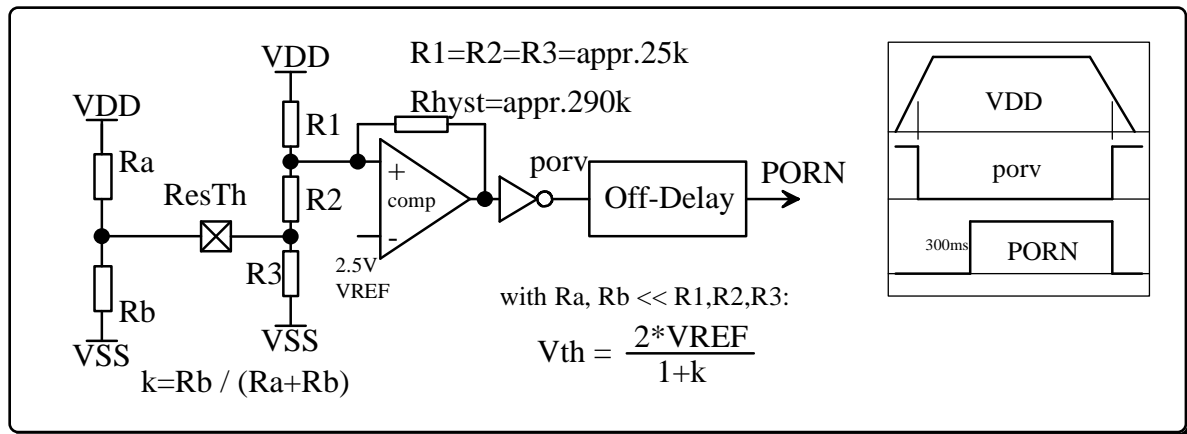 R1=R2=R3=appr.25k
Rhyst=appr.290k
VDD
VDD
R1
Ra
ResTh
R2
+
comp
-
2.5V
VREF
porv
Off-Delay
PORN
Rb
R3
VSS
VSS
k=Rb / (Ra+Rb)
with Ra, Rb << R1,R2,R3:
Vth = 2*VREF
1+k
VDD
porv
300ms
PORN